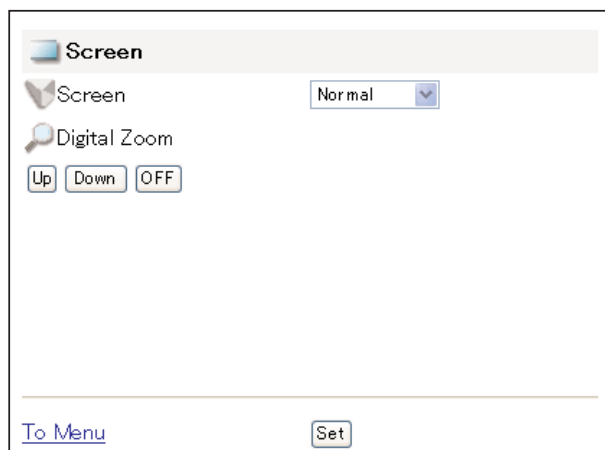 Screen
Screen Normal
Digital Zoom
Up Down OFF
To Menu Set